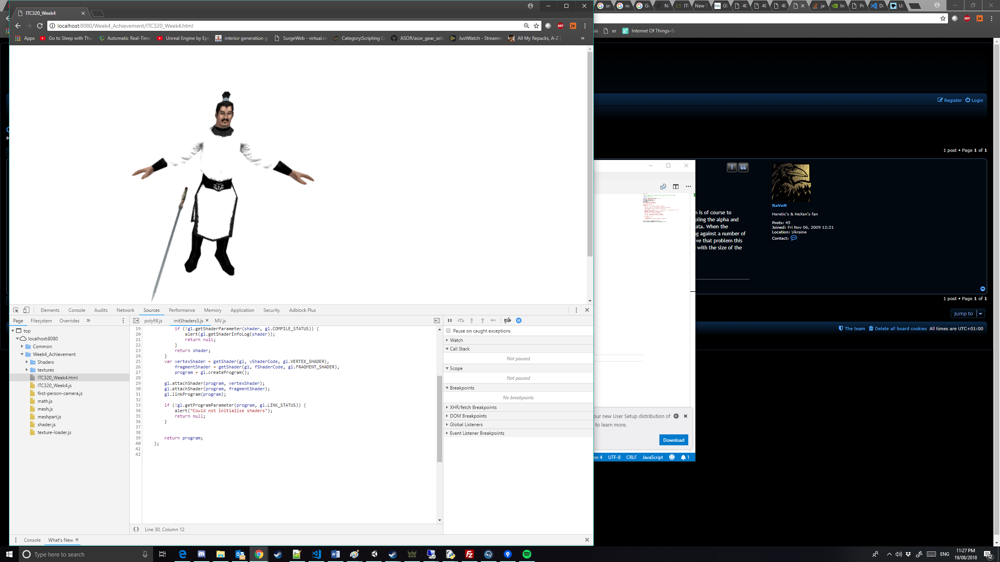 ITC320_Week4
localhost:8080/Week4_Achievement/ITC320_Week4.html
Apps
Go to Sleep with Thu
Automatic Real-Time
Unreal Engine by Epic
interior generation g
SurgeWeb - virtual.ne
Category:Scripting Co
ASOR/asor_gear_sele
JustWatch - Streamin
All My Repacks, A-Z |
»
ABP
Jx
New T
OGL
40
40
40
Pr
ABP
Jx
er
Internet Of Things–Sc
Register
Login
1 post • Page 1 of 1
RaVeN
Heretic's & HeXen's fan
Posts: 45
Joined: Fri Nov 06, 2009 12:21
Location: Ukraine
Contact:
is of course to
the alpha and
When the
against a number of
that problem this
with the size of the
1 post • Page 1 of 1
Jump to
The team
Delete all board cookies
All times are UTC+01:00
our new User Setup distribution of
to learn more.
Download
UTF-8
CRLF
JavaScript
1
Elements
Console
Audits
Network
Sources
Performance
Memory
Application
Security
Adblock Plus
Page
Filesystem
Overrides
»
top
localhost:8080
Common
Week4_Achievement
Shaders
textures
ITC320_Week4.html
ITC320_Week4.js
first-person-camera.js
math.js
mesh.js
meshpart.js
shader.js
texture-loader.js
polyfill.js
initShaders3.js
MV.js
19 if (!gl.getShaderParameter(shader, gl.COMPILE_STATUS)) {
20 alert(gl.getShaderInfoLog(shader));
21 return null;
22 }
23 return shader;
24 }
25 var vertexShader = getShader(gl, vShaderCode, gl.VERTEX_SHADER),
26 fragmentShader = getShader(gl, fShaderCode, gl.FRAGMENT_SHADER),
27 program = gl.createProgram();
28
29 gl.attachShader(program, vertexShader);
30 gl.attachShader(program, fragmentShader);
31 gl.linkProgram(program);
32
33 if (!gl.getProgramParameter(program, gl.LINK_STATUS)) {
34 alert("Could not initialise shaders");
35 return null;
36 }
37
38
39 return program;
40 };
41
42
{} Line 30, Column 12
Pause on caught exceptions
Watch
Call Stack
Not paused
Scope
Not paused
Breakpoints
No breakpoints
XHR/fetch Breakpoints
DOM Breakpoints
Global Listeners
Event Listener Breakpoints
Console
What's New
Type here to search
ENG
11:27 PM
19/08/2018
12